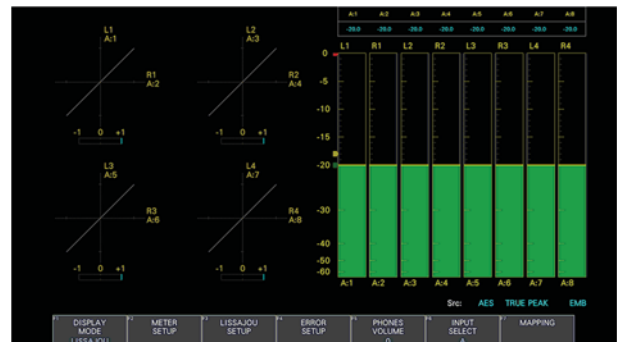 A:1 A:2 A:3 A:4 A:5 A:6 A:7 A:8
-20.0 -20.0 -20.0 -20.0 -20.0 -20.0 -20.0 -20.0
L1 R1 L2 R2 L3 R3 L4 R4
0
-5
-10
-15
-20
-30
-40
-50
-60
A:1 A:2 A:3 A:4 A:5 A:6 A:7 A:8
L1
A:1
R1
A:2
-1 0 +1
L2
A:3
R2
A:4
-1 0 +1
L3
A:5
R3
A:6
-1 0 +1
L4
A:7
R4
A:8
-1 0 +1
Src: AES TRUE PEAK EMB
DISPLAY MODE
LISSAJOU
METER SETUP
LISSAJOU SETUP
ERROR SETUP
PHONES VOLUME
0
INPUT SELECT
A
MAPPING